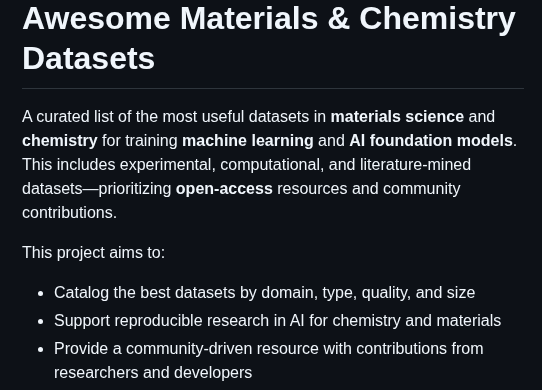 Awesome Materials & Chemistry
Datasets
A curated list of the most useful datasets in materials science and
chemistry for training machine learning and AI foundation models.
This includes experimental, computational, and literature-mined
datasets—prioritizing open-access resources and community
contributions.
This project aims to:
• Catalog the best datasets by domain, type, quality, and size
• Support reproducible research in AI for chemistry and materials
• Provide a community-driven resource with contributions from
researchers and developers